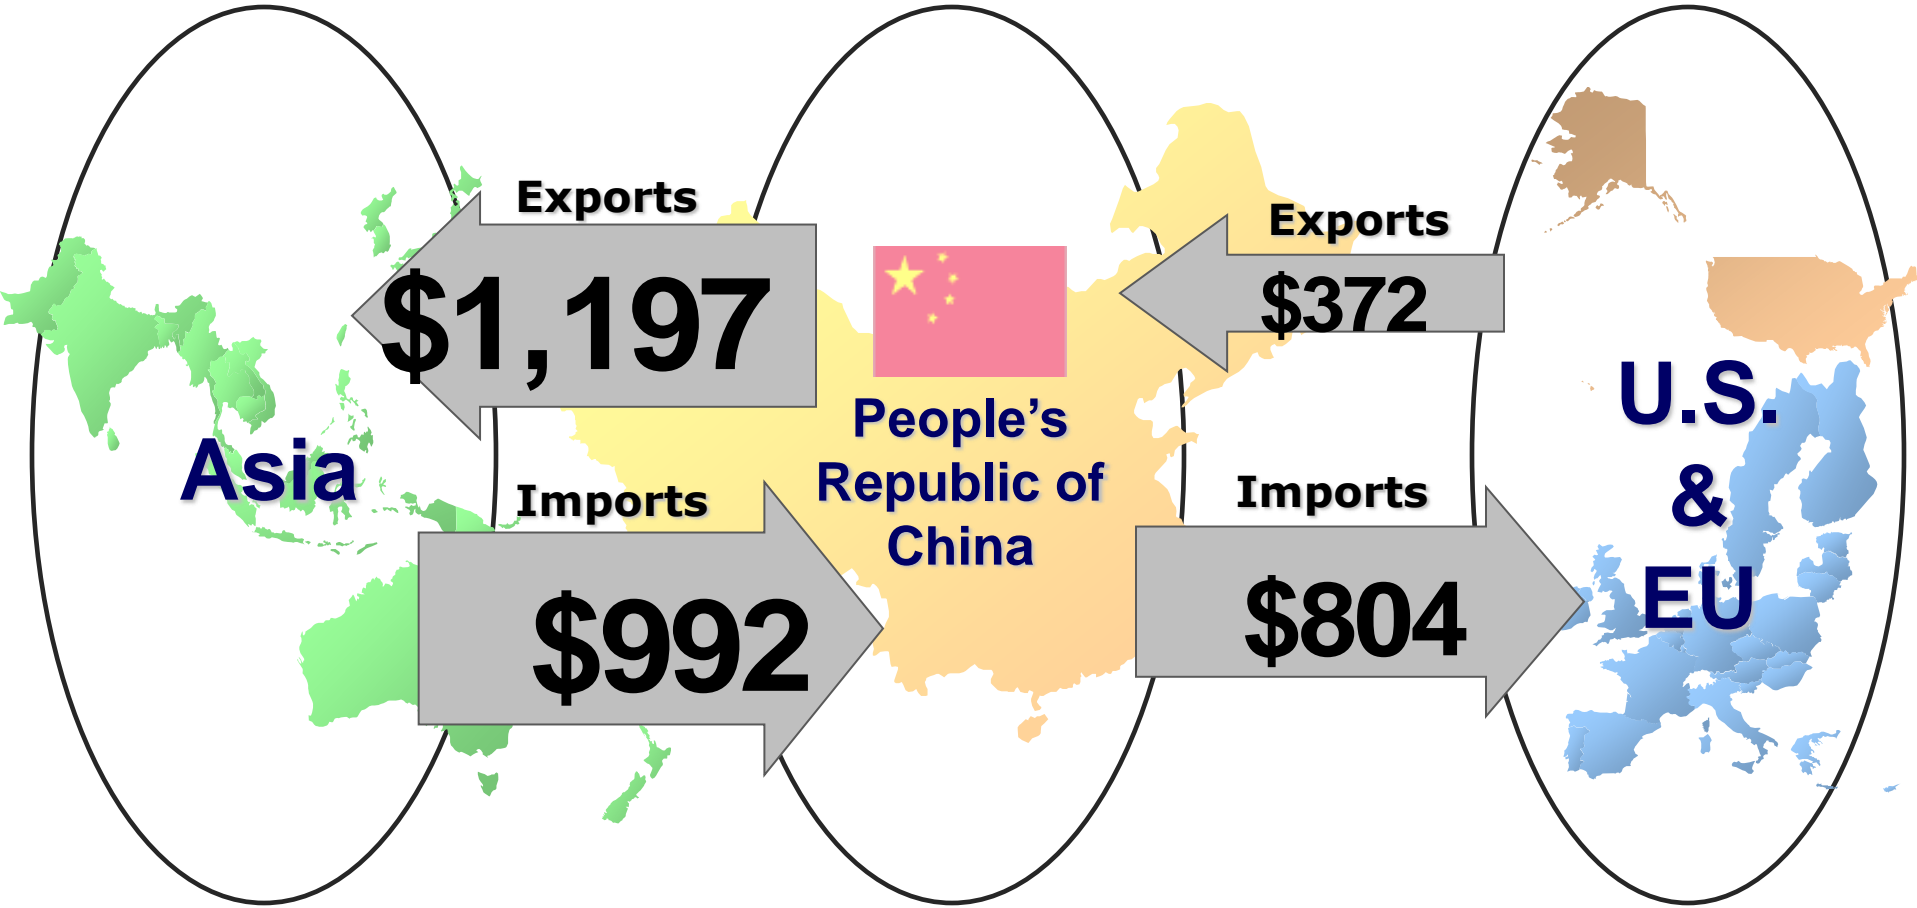 Exports
$1,197
Exports
$372
People’s
Republic of
China
U.S.
&
EU
Asia
Imports
$992
Imports
$804